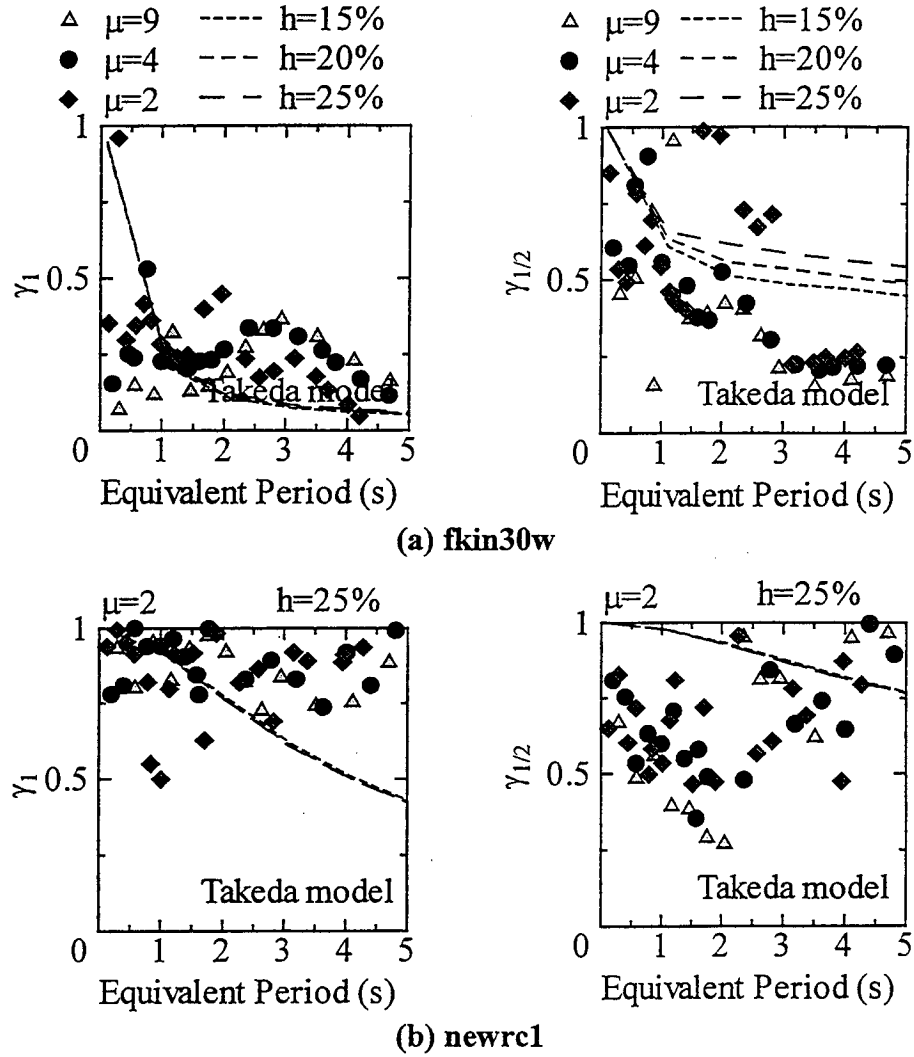 μ=9 h=15% μ=9 h=15%
μ=4 h=20% μ=4 h=20%
μ=2 h=25% μ=2 h=25%
1 1
γ1 0.5 γ1/2 0.5
Takeda model Takeda model
0 1 2 3 4 5 0 1 2 3 4 5
Equivalent Period (s) Equivalent Period (s)
(a) fkin30w
μ=2 h=25% μ=2 h=25%
1 1
γ1 0.5 γ1/2 0.5
Takeda model Takeda model
0 1 2 3 4 5 0 1 2 3 4 5
Equivalent Period (s) Equivalent Period (s)
(b) newrc1